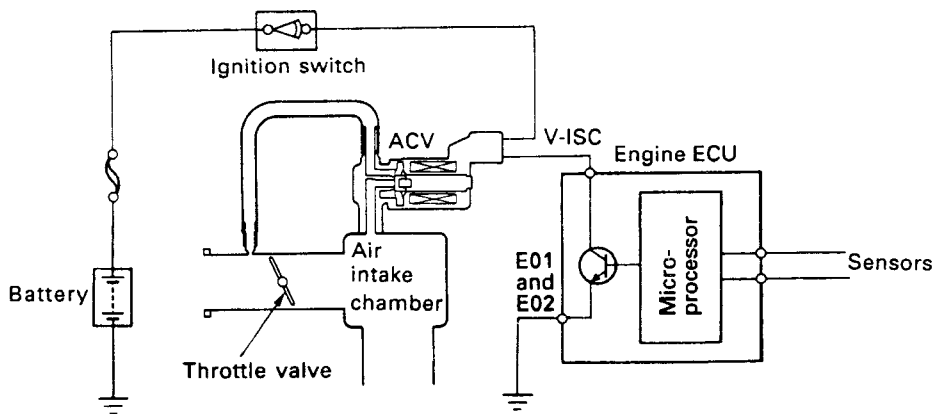 Ignition switch
ACV
V-ISC
Engine ECU
Air
intake
chamber
E01
and
E02
Micro-
processor
Sensors
Battery
Throttle valve